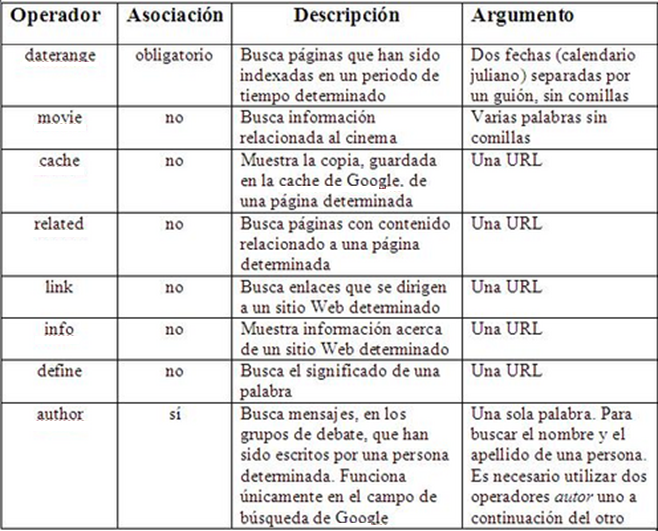 Operador Asociación Descripción Argumento
daterange obligatorio Busca páginas que han sido Dos fechas (calendario
indexadas en un periodo de juliano) separadas por
tiempo determinado un guión, sin comillas
movie no Busca información Varias palabras sin
relacionada al cinema comillas
cache no Muestra la copia, guardada Una URL
en la cache de Google, de
una página determinada
related no Busca páginas con contenido Una URL
relacionado a una página
determinada
link no Busca enlaces que se dirigen Una URL
a un sitio Web determinado
info no Muestra información acerca Una URL
de un sitio Web determinado
define no Busca el significado de una Una URL
palabra
author sí Busca mensajes, en los Una sola palabra. Para
grupos de debate, que han buscar el nombre y el
sido escritos por una persona apellido de una persona.
determinada. Funciona Es necesario utilizar dos
únicamente en el campo de operadores autor uno a
búsqueda de Google continuación del otro